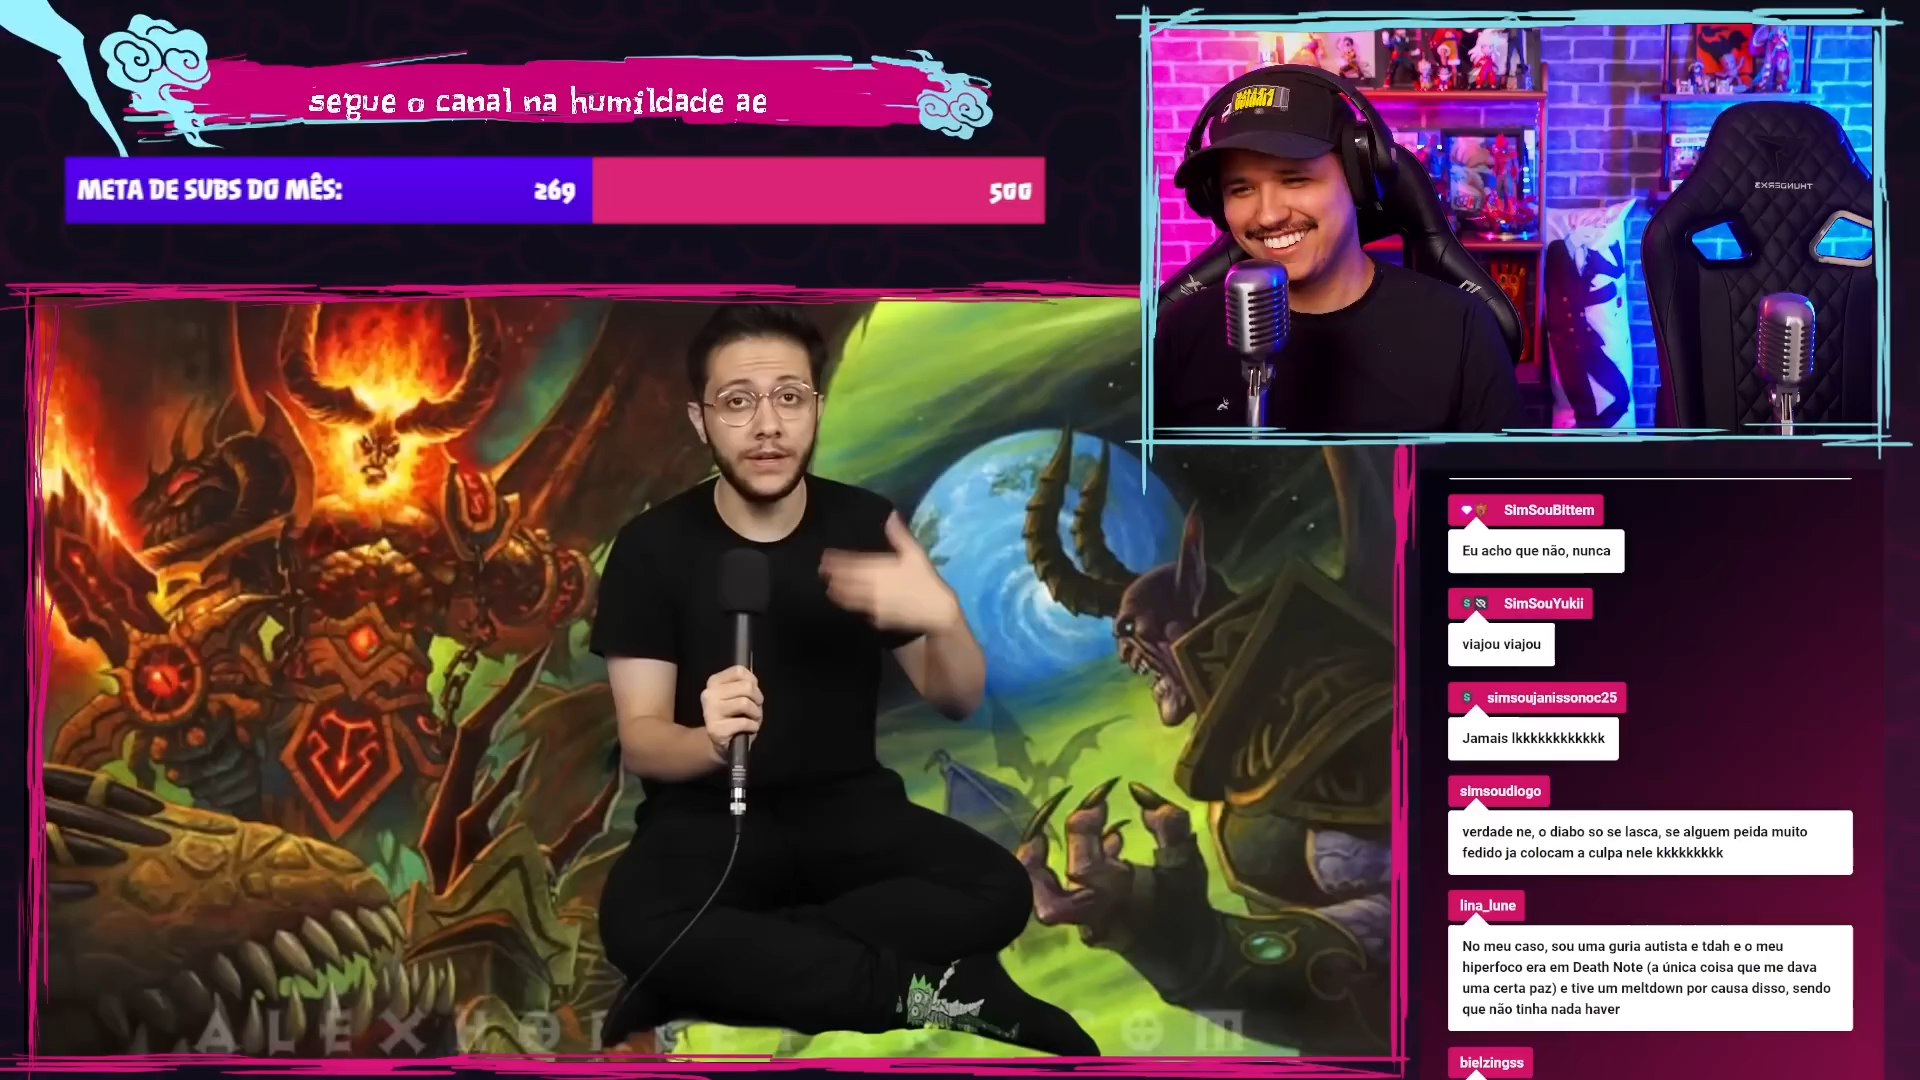 segue o canal na humildade ae
META DE SUBS DO MÊS: 269 500
SimSouBittem
Eu acho que não, nunca
SimSouYukii
viajou viajou
simsoujanissonoc25
Jamais lkkkkkkkkkkkk
simsoudiogo
verdade ne, o diabo so se lasca, se alguem peida muito
fedido ja colocam a culpa nele kkkkkkkkk
lina_lune
No meu caso, sou uma guria autista e tdah e o meu
hiperfoco era em Death Note (a única coisa que me dava
uma certa paz) e tive um meltdown por causa disso, sendo
que não tinha nada haver
bielzingss